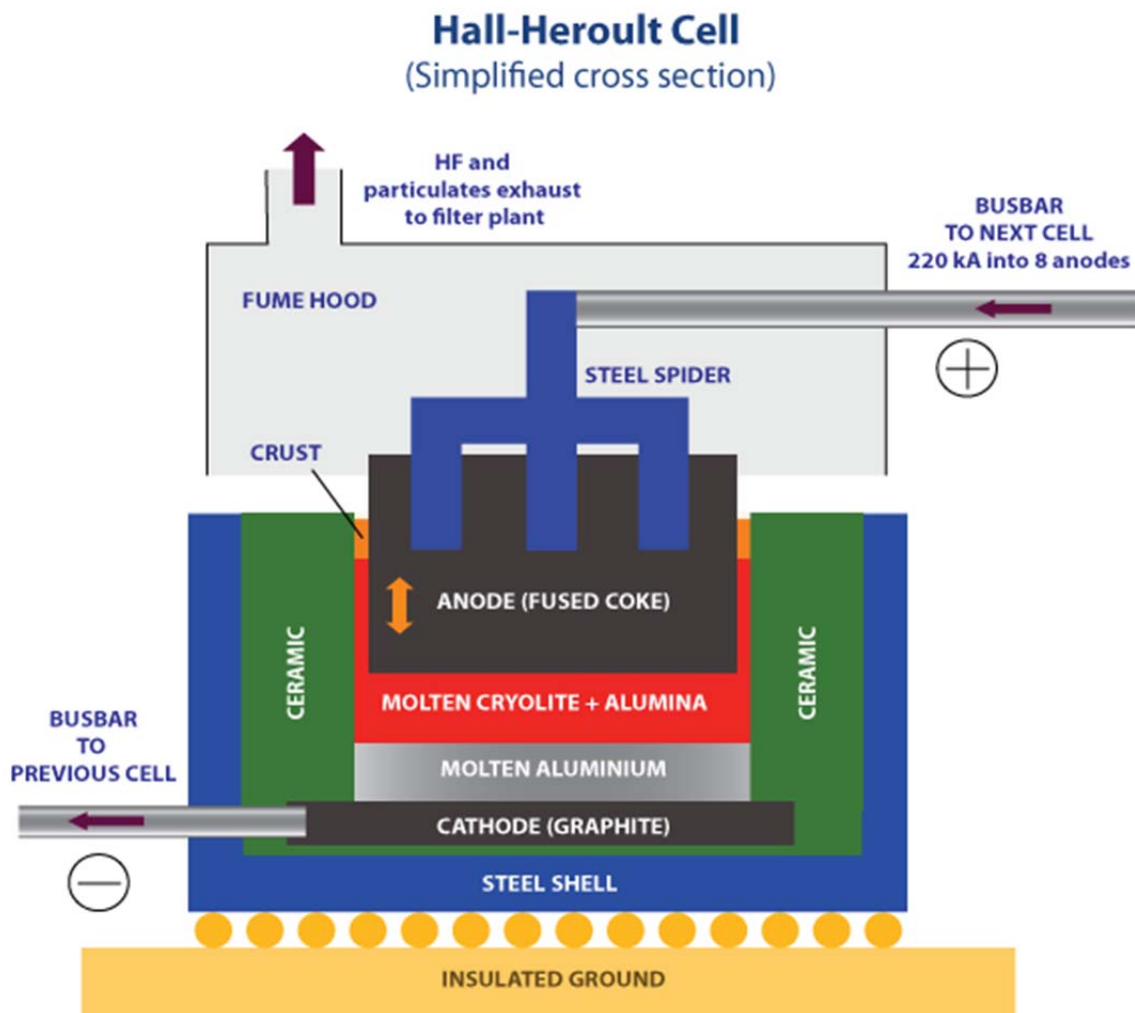 Hall-Heroult Cell
(Simplified cross section)
HF and
particulates exhaust
to filter plant
BUSBAR
TO NEXT CELL
220 kA into 8 anodes
FUME HOOD
STEEL SPIDER
CRUST
ANODE (FUSED COKE)
CERAMIC
CERAMIC
MOLTEN CRYOLITE + ALUMINA
BUSBAR
TO
PREVIOUS CELL
MOLTEN ALUMINIUM
CATHODE (GRAPHITE)
STEEL SHELL
INSULATED GROUND